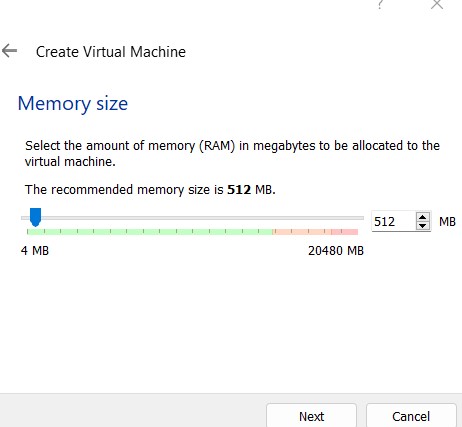 ?
Create Virtual Machine
Memory size
Select the amount of memory (RAM) in megabytes to be allocated to the
virtual machine.
The recommended memory size is 512 MB.
512 MB
4 MB 20480 MB
Next Cancel